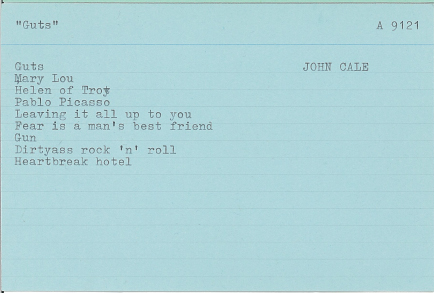 "Guts" A 9121
Guts JOHN CALE
Mary Lou
Helen of Troy
Pablo Picasso
Leaving it all up to you
Fear is a man's best friend
Gun
Dirtyass rock 'n' roll
Heartbreak hotel